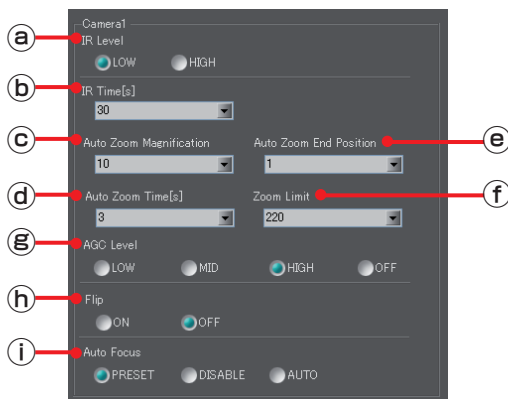 Camera1
ⓐ IR Level
LOW HIGH
ⓑ IR Time[s]
30
ⓒ Auto Zoom Magnification Auto Zoom End Position ⓔ
10 1
ⓓ Auto Zoom Time[s] Zoom Limit ⓕ
3 220
ⓖ AGC Level
LOW MID HIGH OFF
ⓗ Flip
ON OFF
ⓘ Auto Focus
PRESET DISABLE AUTO